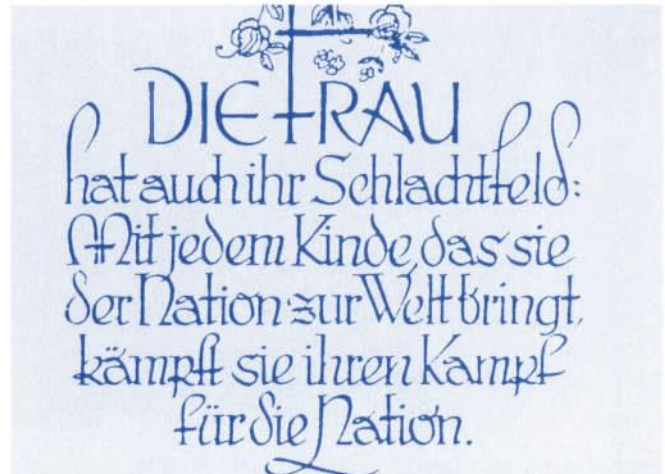 DIE FRAU
hat auch ihr Schlachtfeld:
Mit jedem Kinde, das sie
der Nation zur Welt bringt,
kämpft sie ihren Kampf
für die Nation.